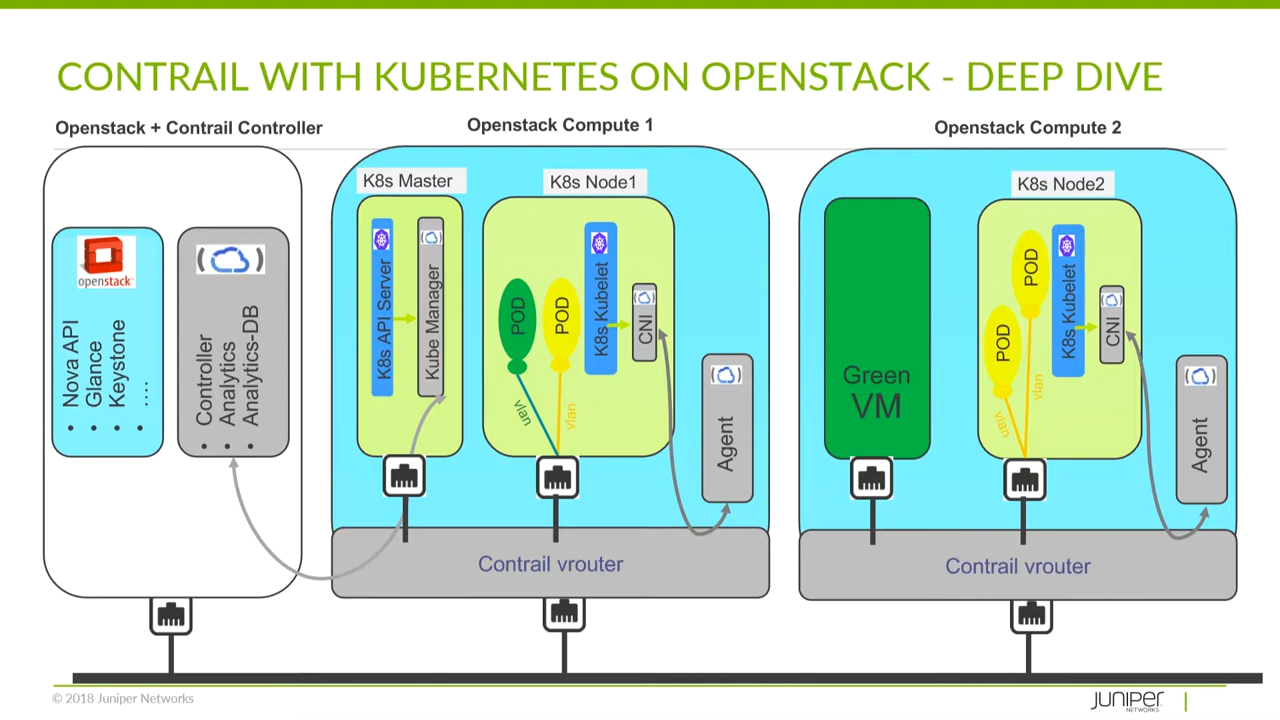 CONTRAIL WITH KUBERNETES ON OPENSTACK - DEEP DIVE
Openstack + Contrail Controller
Openstack Compute 1
Openstack Compute 2
openstack
• Nova API
• Glance
• Keystone
• ....
• Controller
• Analytics
• Analytics-DB
K8s Master
K8s API Server
Kube Manager
K8s Node1
POD
POD
vlan
vlan
K8s Kubelet
CNI
Agent
Contrail vrouter
Green
VM
K8s Node2
POD
POD
vlan
vlan
K8s Kubelet
CNI
Agent
Contrail vrouter
© 2018 Juniper Networks
JUNIPER
NETWORKS